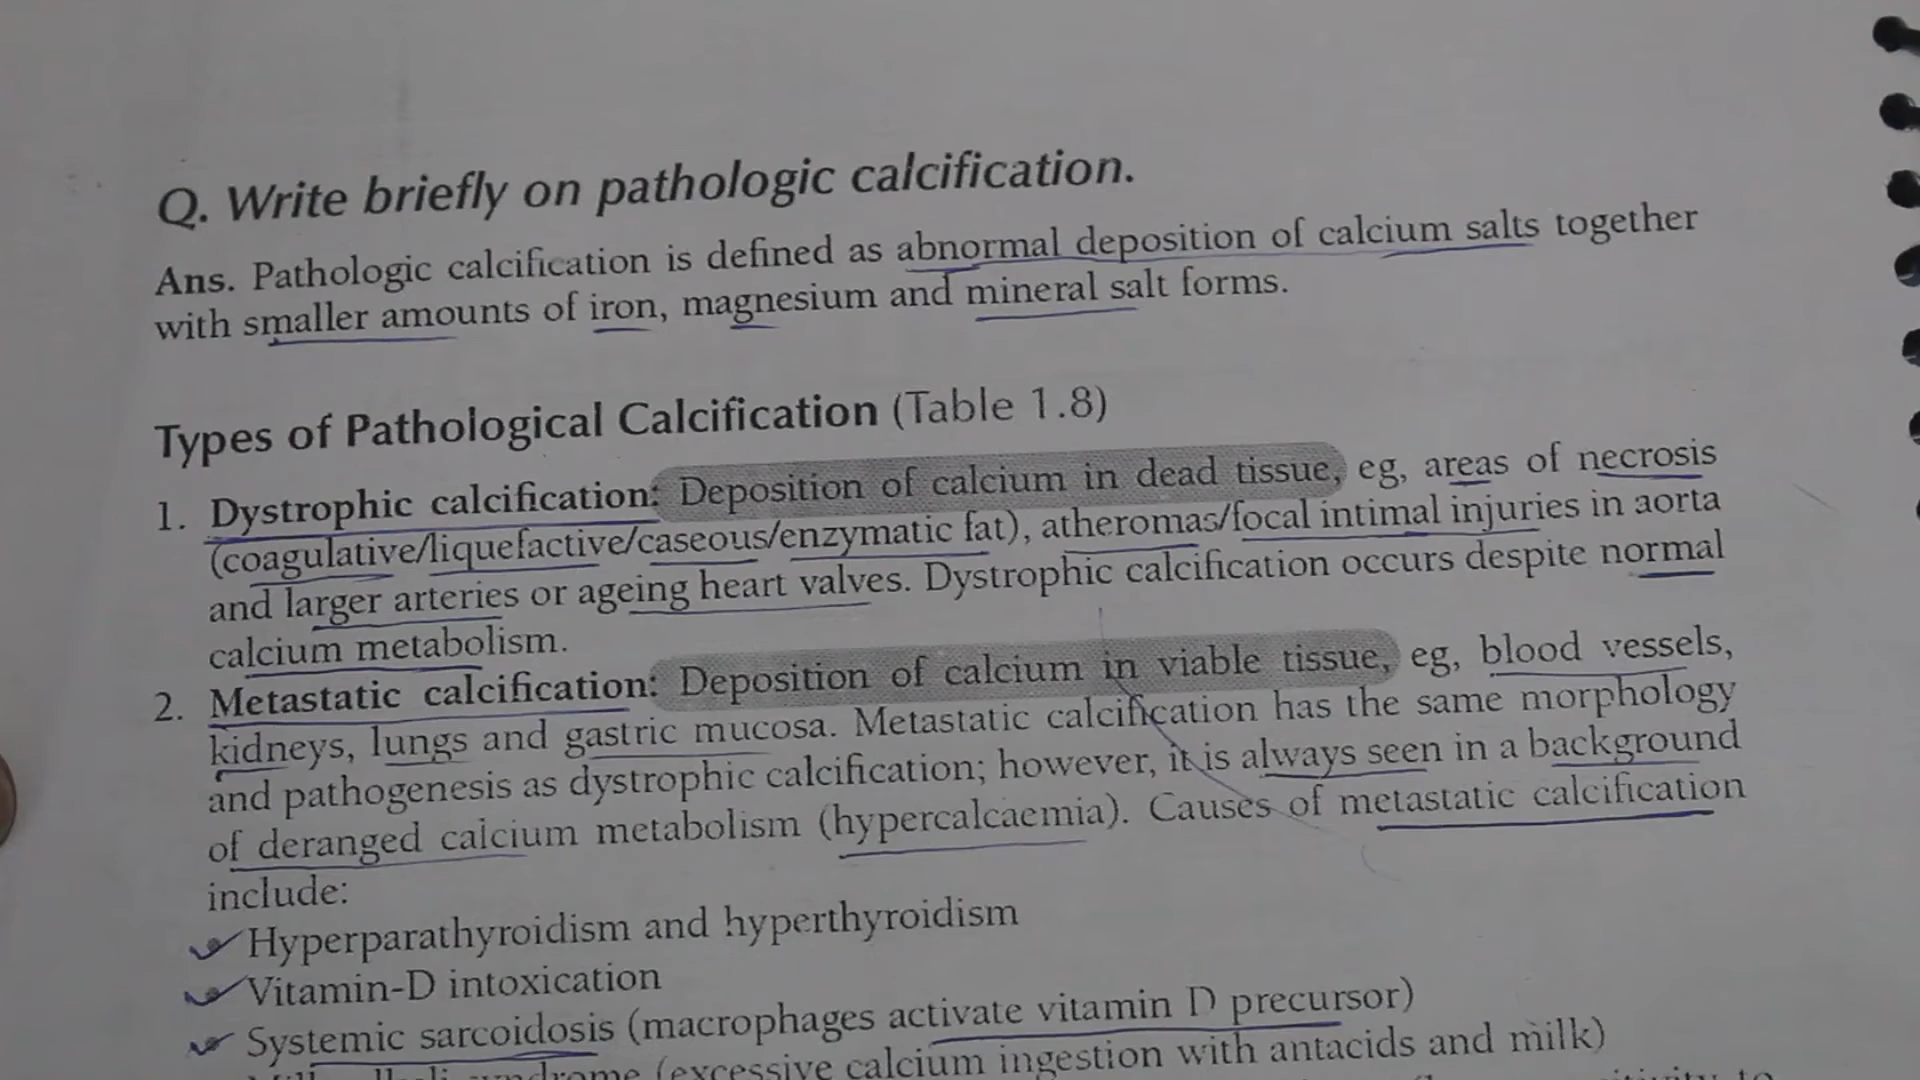 Q. Write briefly on pathologic calcification.
Ans. Pathologic calcification is defined as abnormal deposition of calcium salts together
with smaller amounts of iron, magnesium and mineral salt forms.
Types of Pathological Calcification (Table 1.8)
1. Dystrophic calcification: Deposition of calcium in dead tissue, eg, areas of necrosis
(coagulative/liquefactive/caseous/enzymatic fat), atheromas/focal intimal injuries in aorta
and larger arteries or ageing heart valves. Dystrophic calcification occurs despite normal
calcium metabolism.
2. Metastatic calcification: Deposition of calcium in viable tissue, eg, blood vessels,
kidneys, lungs and gastric mucosa. Metastatic calcification has the same morphology
and pathogenesis as dystrophic calcification; however, it is always seen in a background
of deranged calcium metabolism (hypercalcaemia). Causes of metastatic calcification
include:
Hyperparathyroidism and hyperthyroidism
Vitamin-D intoxication
Systemic sarcoidosis (macrophages activate vitamin D precursor)
syndrome (excessive calcium ingestion with antacids and milk)
to